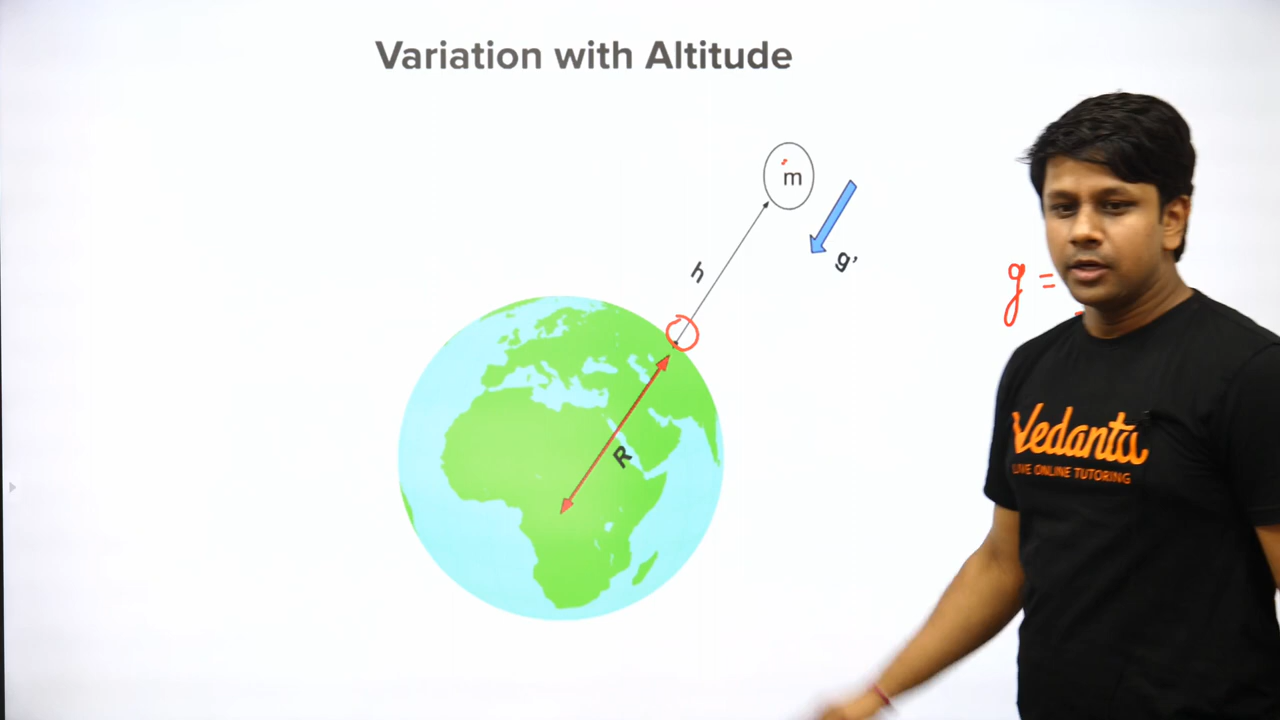 Variation with Altitude
m
g'
h
g =
R
Vedantu
LIVE ONLINE TUTORING